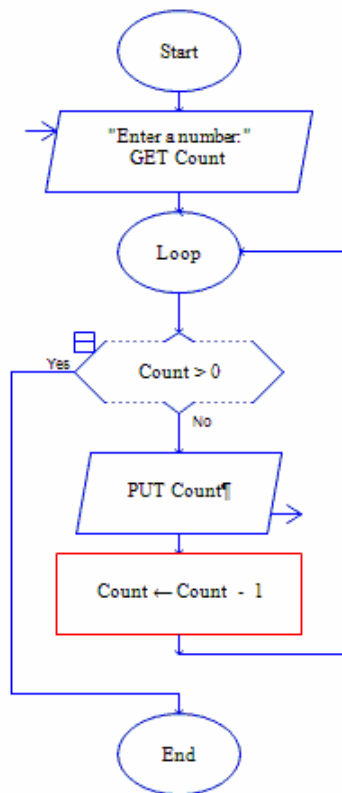 Start
"Enter a number:"
GET Count
Loop
Yes
Count > 0
No
PUT Count¶
Count ← Count - 1
End